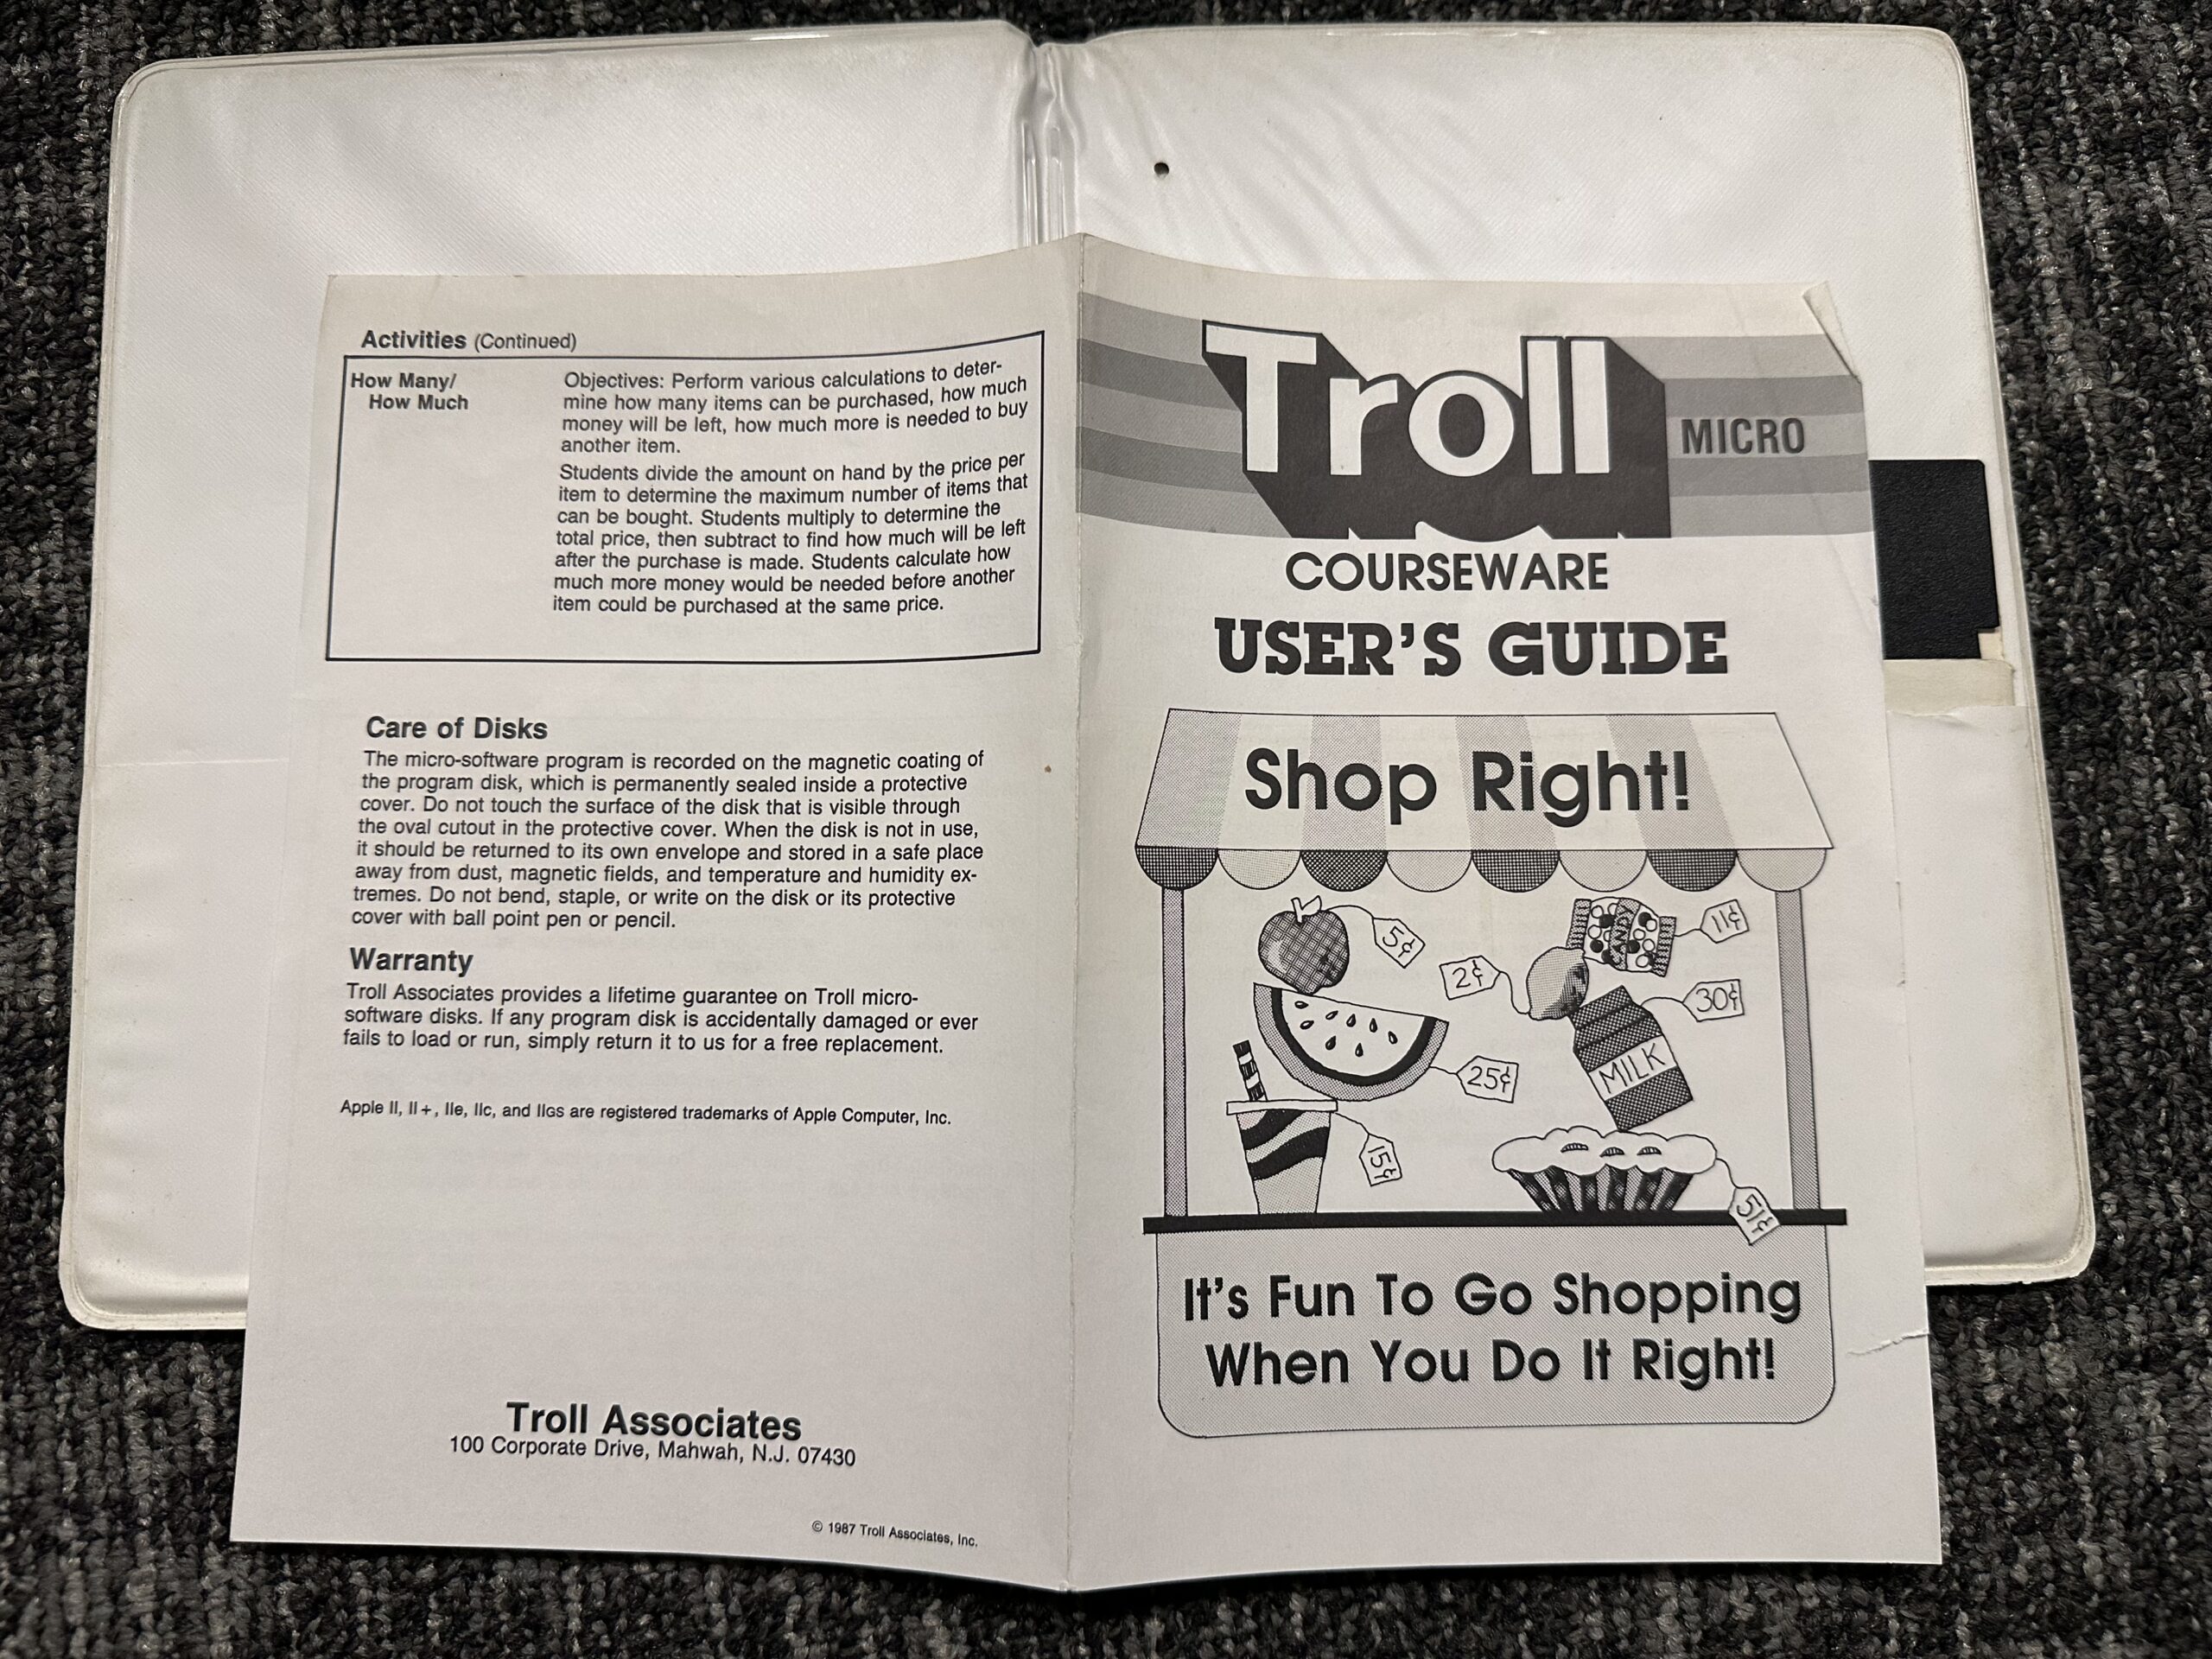 Activities (Continued)
How Many/
How Much
Objectives: Perform various calculations to deter-
mine how many items can be purchased, how much
money will be left, how much more is needed to buy
another item.
Students divide the amount on hand by the price per
item to determine the maximum number of items that
can be bought. Students multiply to determine the
total price, then subtract to find how much will be left
after the purchase is made. Students calculate how
much more money would be needed before another
item could be purchased at the same price.
Care of Disks
The micro-software program is recorded on the magnetic coating of
the program disk, which is permanently sealed inside a protective
cover. Do not touch the surface of the disk that is visible through
the oval cutout in the protective cover. When the disk is not in use,
it should be returned to its own envelope and stored in a safe place
away from dust, magnetic fields, and temperature and humidity ex-
tremes. Do not bend, staple, or write on the disk or its protective
cover with ball point pen or pencil.
Warranty
Troll Associates provides a lifetime guarantee on Troll micro-
software disks. If any program disk is accidentally damaged or ever
fails to load or run, simply return it to us for a free replacement.
Apple II, II+, IIe, IIc, and IIGS are registered trademarks of Apple Computer, Inc.
Troll Associates
100 Corporate Drive, Mahwah, N.J. 07430
© 1987 Troll Associates, Inc.
Troll MICRO
COURSEWARE
USER'S GUIDE
Shop Right!
5¢
CANDY
11¢
2¢
30¢
MILK
25¢
15¢
51¢
It's Fun To Go Shopping
When You Do It Right!